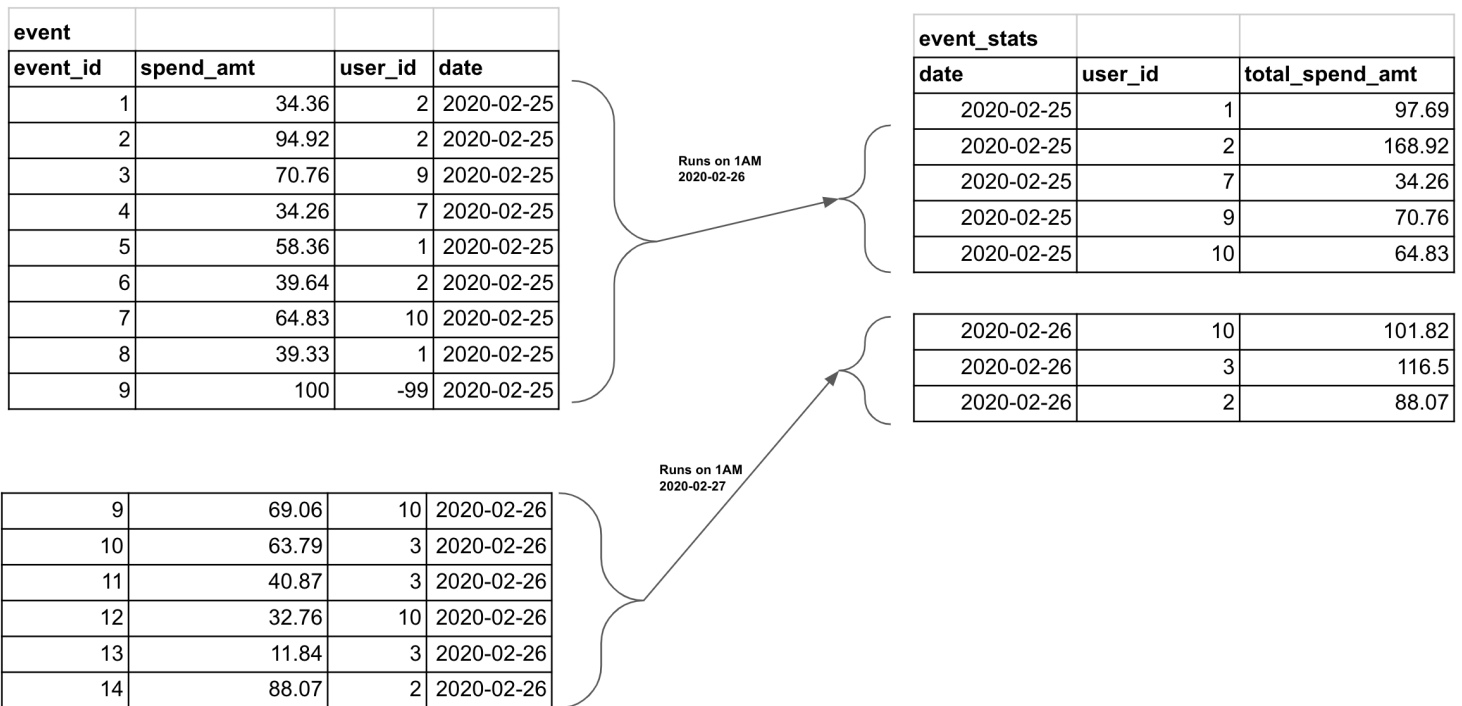 event
event_id spend_amt user_id date
1 34.36 2 2020-02-25
2 94.92 2 2020-02-25
3 70.76 9 2020-02-25
4 34.26 7 2020-02-25
5 58.36 1 2020-02-25
6 39.64 2 2020-02-25
7 64.83 10 2020-02-25
8 39.33 1 2020-02-25
9 100 -99 2020-02-25
9 69.06 10 2020-02-26
10 63.79 3 2020-02-26
11 40.87 3 2020-02-26
12 32.76 10 2020-02-26
13 11.84 3 2020-02-26
14 88.07 2 2020-02-26
Runs on 1AM
2020-02-26
Runs on 1AM
2020-02-27
event_stats
date user_id total_spend_amt
2020-02-25 1 97.69
2020-02-25 2 168.92
2020-02-25 7 34.26
2020-02-25 9 70.76
2020-02-25 10 64.83
2020-02-26 10 101.82
2020-02-26 3 116.5
2020-02-26 2 88.07